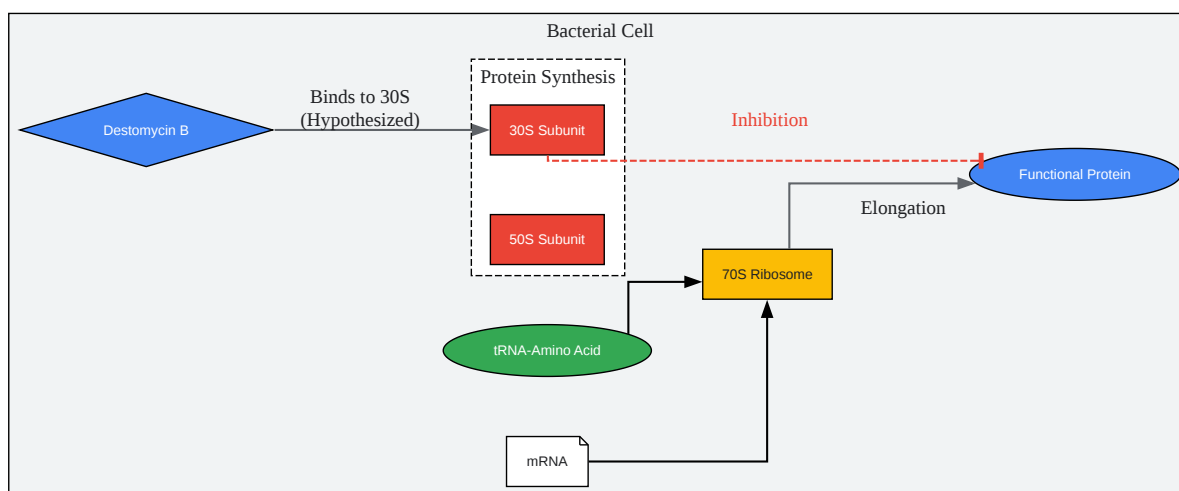 Bacterial Cell
Protein Synthesis
Binds to 30S
(Hypothesized)
Destomycin B
30S Subunit
Inhibition
Functional Protein
Elongation
50S Subunit
70S Ribosome
tRNA-Amino Acid
mRNA